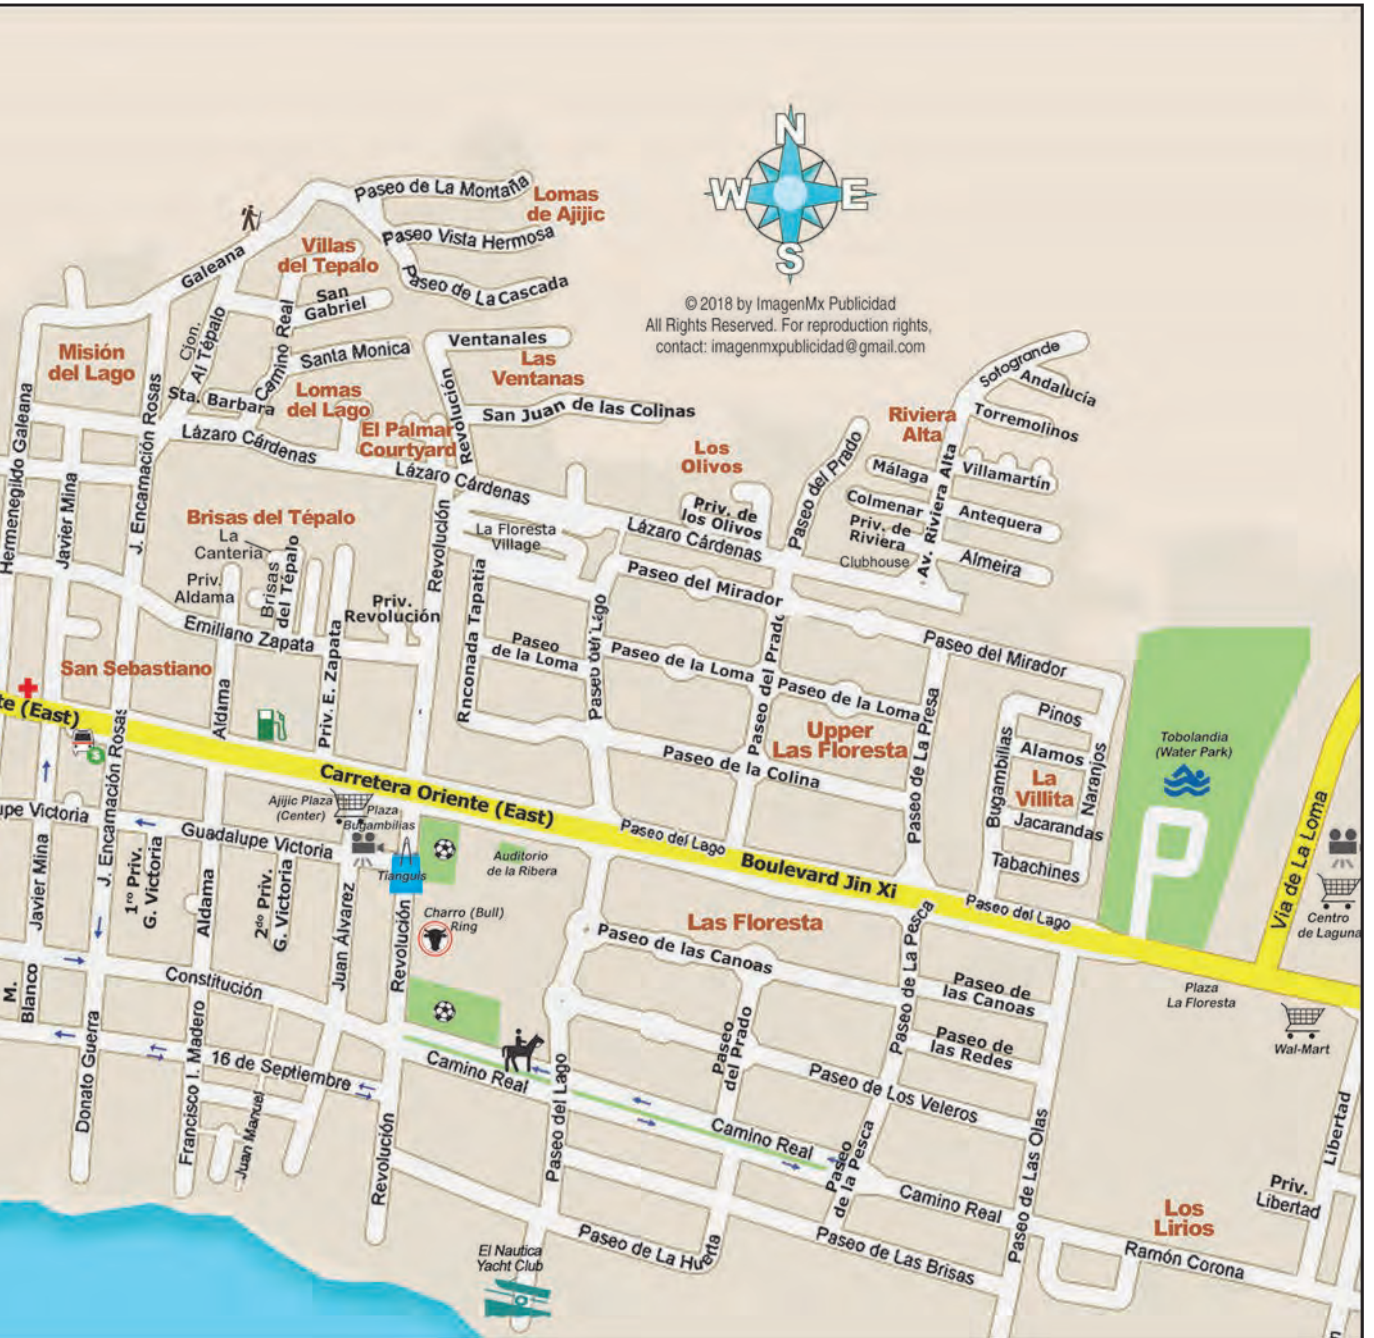 N
W E
S
© 2018 by ImagenMx Publicidad
All Rights Reserved. For reproduction rights,
contact: imagenmxpublicidad@gmail.com
Paseo de La Montaña
Lomas
de Ajijic
Paseo Vista Hermosa
Villas
del Tepalo
Galeana
Paseo de La Cascada
San
Gabriel
Cjon.
Al Tépalo
Camino Real
Santa Monica
Ventanales
Las
Ventanas
Misión
del Lago
Sta. Barbara
Lomas
del Lago
San Juan de las Colinas
El Palmar
Courtyard
Revolución
Lázaro Cárdenas
Lázaro Cárdenas
Hermenegildo Galeana
Javier Mina
J. Encarnación Rosas
Sotogrande
Andalucía
Riviera
Alta
Torremolinos
Los
Olivos
Paseo del Prado
Málaga
Villamartín
Av. Riviera Alta
Colmenar
Antequera
Priv. de
los Olivos
Priv. de
Riviera
Clubhouse
Almeira
Lázaro Cárdenas
Brisas del Tépalo
La
Canteria
Priv.
Aldama
Brisas
del Tépalo
La Floresta
Village
Revolución
Priv.
Revolución
Emiliano Zapata
Rnconada Tapatía
Paseo del Mirador
Paseo del Lago
Paseo
de la Loma
Paseo de la Loma
Paseo del Prado
Paseo de la Loma
Paseo del Mirador
San Sebastiano
Aldama
Priv. E. Zapata
Upper
Las Floresta
Paseo de la Colina
Paseo de La Presa
Pinos
Alamos
La
Villita
Bugambilias
Naranjos
Jacarandas
Tabachines
Tobolandia
(Water Park)
P
Via de La Loma
Centro
de Laguna
te (East)
$
J. Encarnación Rosas
Carretera Oriente (East)
Paseo del Lago
Boulevard Jin Xi
Paseo del Lago
Plaza
La Floresta
Wal-Mart
Ajijic Plaza
(Center)
Plaza
Bugambilias
Tianguis
upe Victoria
Guadalupe Victoria
Auditorio
de la Ribera
Javier Mina
1ro Priv.
G. Victoria
Aldama
2do Priv.
G. Victoria
Juan Álvarez
Revolución
Charro (Bull)
Ring
Las Floresta
Paseo de las Canoas
Paseo de La Pesca
Paseo de
las Canoas
Paseo de
las Redes
M.
Blanco
Constitución
Donato Guerra
Francisco I. Madero
16 de Septiembre
Juan Manuel
Revolución
Camino Real
Paseo del Lago
Paseo
del Prado
Paseo de Los Veleros
Camino Real
Paseo
de la Pesca
Camino Real
Paseo de Las Olas
Libertad
Priv.
Libertad
Los
Lirios
Ramón Corona
El Nautica
Yacht Club
Paseo de La Huerta
Paseo de Las Brisas